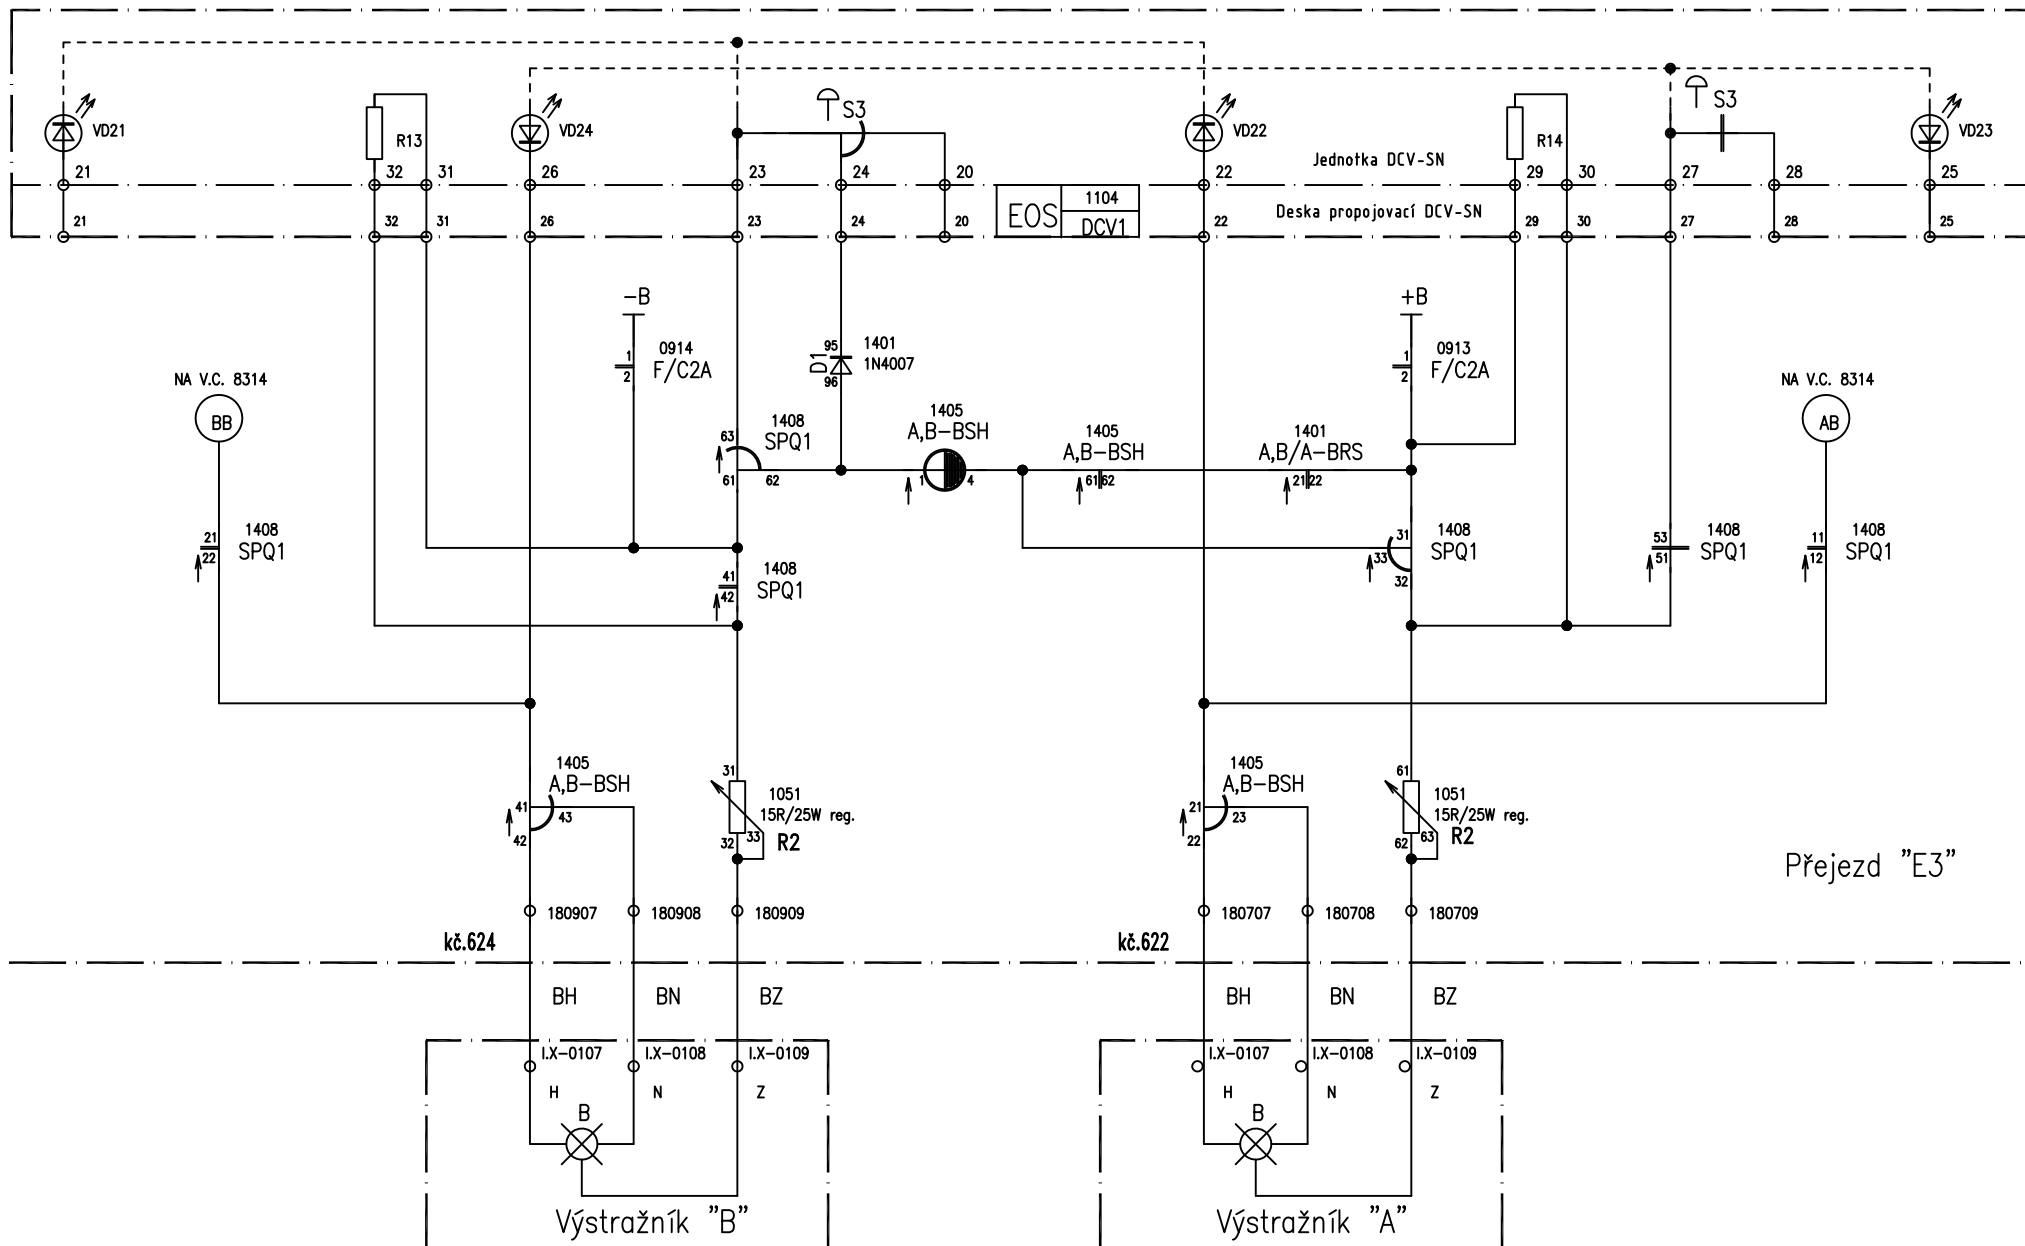 S3
S3
VD21
R13
VD24
VD22
R14
VD23
Jednotka DCV-SN
21
32
31
26
23
24
20
22
29
30
27
28
25
EOS
1104
DCV1
Deska propojovací DCV-SN
21
32
31
26
23
24
20
22
29
30
27
28
25
-B
+B
1
2
0914
F/C2A
D1
95
96
1401
1N4007
1
2
0913
F/C2A
NA V.C. 8314
BB
NA V.C. 8314
AB
63
61
62
1408
SPQ1
1405
A,B-BSH
1
4
1405
A,B-BSH
61
62
1401
A,B/A-BRS
21
22
21
22
1408
SPQ1
41
42
1408
SPQ1
31
33
32
1408
SPQ1
53
51
1408
SPQ1
11
12
1408
SPQ1
1405
A,B-BSH
41
43
42
31
32
33
1051
15R/25W reg.
R2
1405
A,B-BSH
21
23
22
61
62
63
1051
15R/25W reg.
R2
Přejezd "E3"
180907
180908
180909
180707
180708
180709
kč.624
kč.622
BH
BN
BZ
BH
BN
BZ
I.X-0107
I.X-0108
I.X-0109
I.X-0107
I.X-0108
I.X-0109
H
N
Z
H
N
Z
B
B
Výstražník "B"
Výstražník "A"